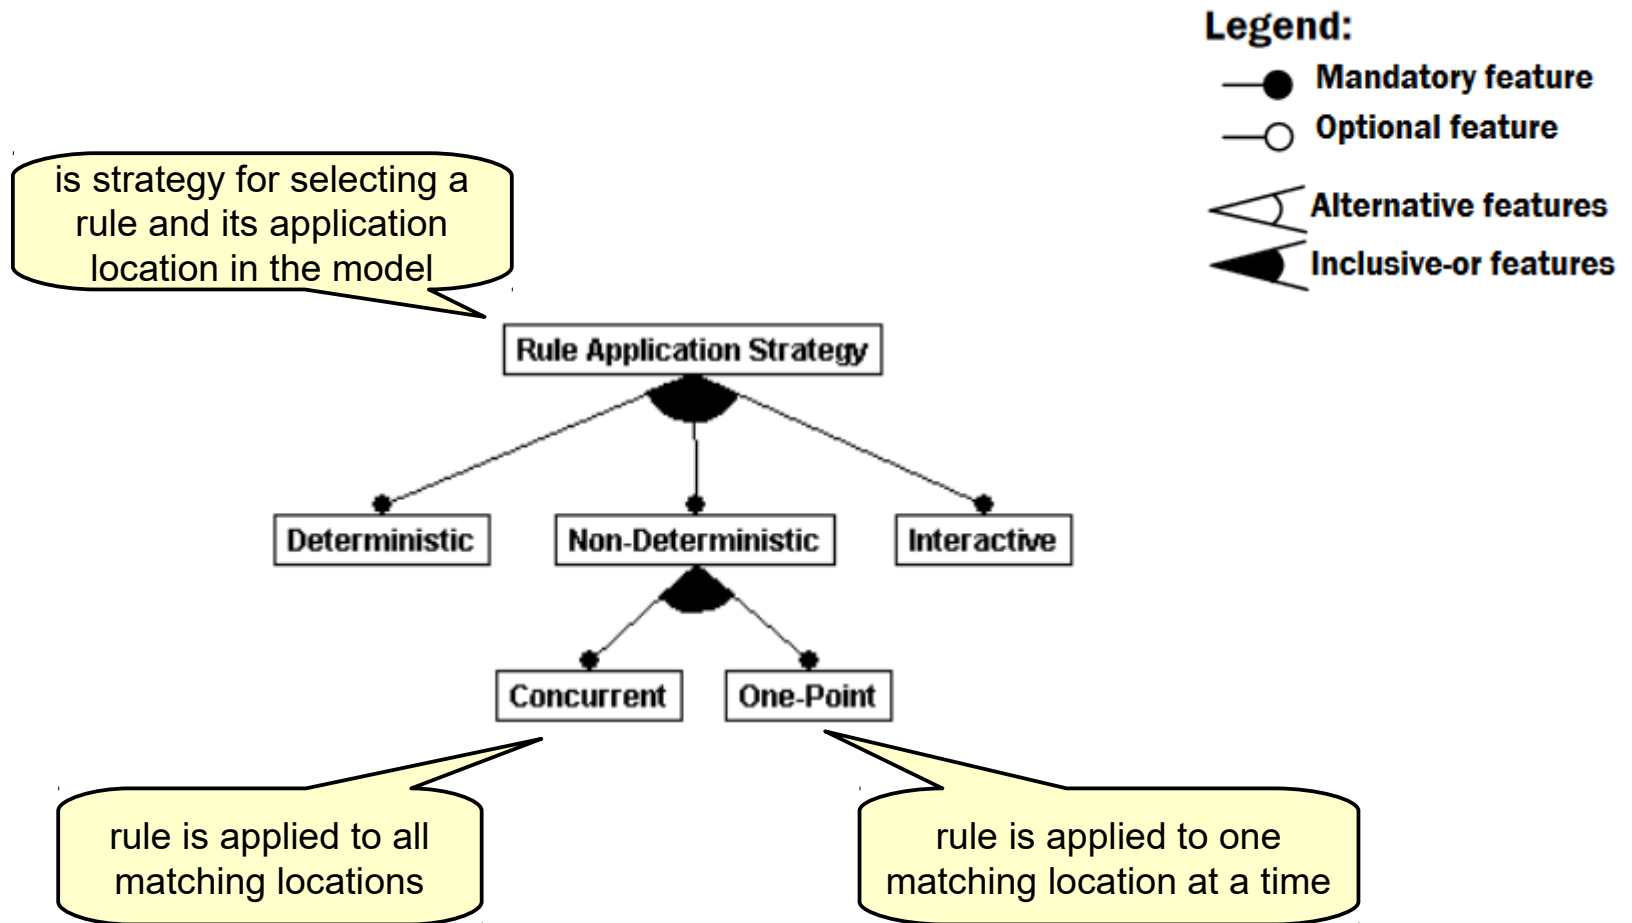 Legend:
Mandatory feature
Optional feature
Alternative features
Inclusive-or features
is strategy for selecting a
rule and its application
location in the model
Rule Application Strategy
Deterministic
Non-Deterministic
Interactive
Concurrent
One-Point
rule is applied to all
matching locations
rule is applied to one
matching location at a time